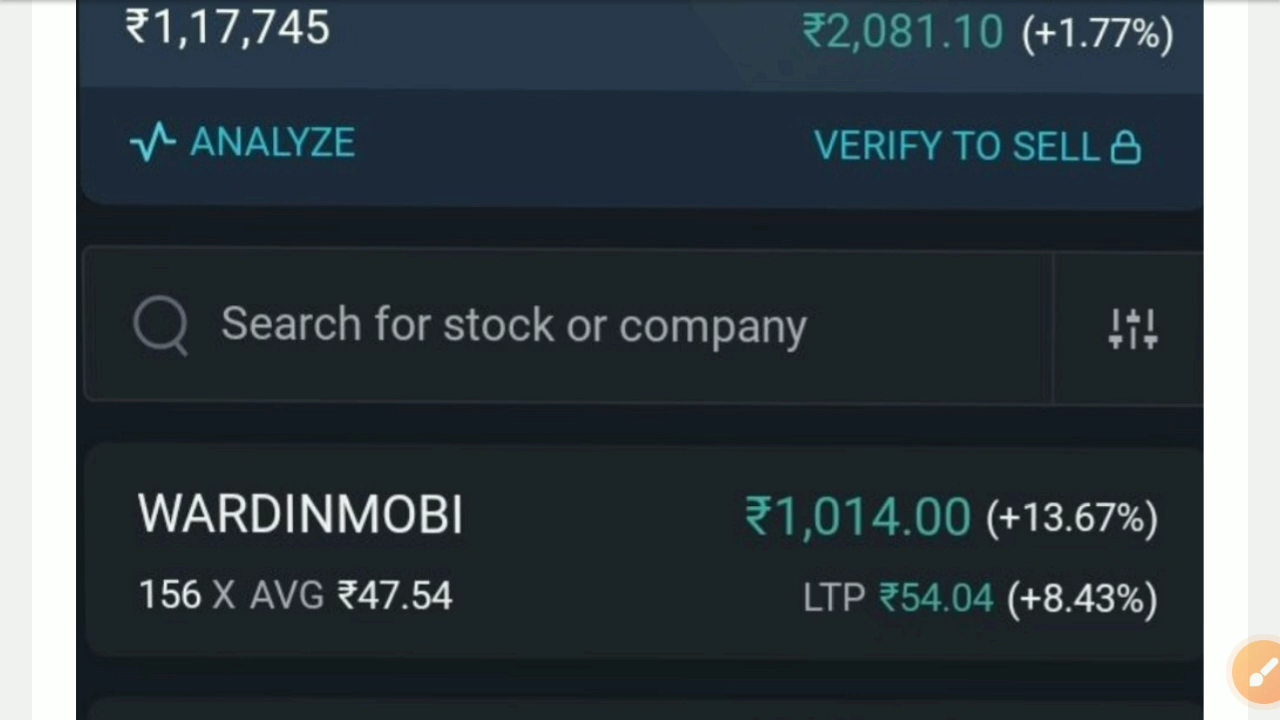 ₹1,17,745 ₹2,081.10 (+1.77%)
ANALYZE VERIFY TO SELL
Search for stock or company
WARDINMOBI ₹1,014.00 (+13.67%)
156 X AVG ₹47.54 LTP ₹54.04 (+8.43%)